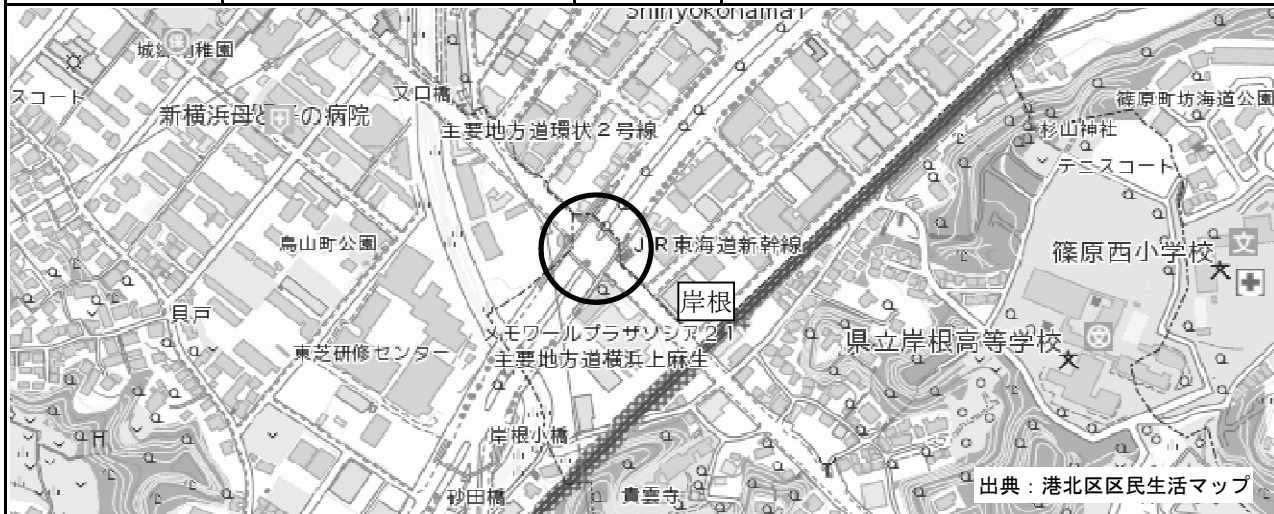 Shinyokohama1
城郷幼稚園
又口橋
スコート
新横浜母と子の病院
主要地方道環状2号線
篠原町坊海道公園
杉山神社
テニスコート
鳥山町公園
JR東海道新幹線
篠原西小学校
文
岸根
貝戸
メモワールプラザソシア21
東芝研修センター
主要地方道横浜上麻生
県立岸根高等学校
岸根小橋
砂田橋
貴雲寺
出典：港北区区民生活マップ